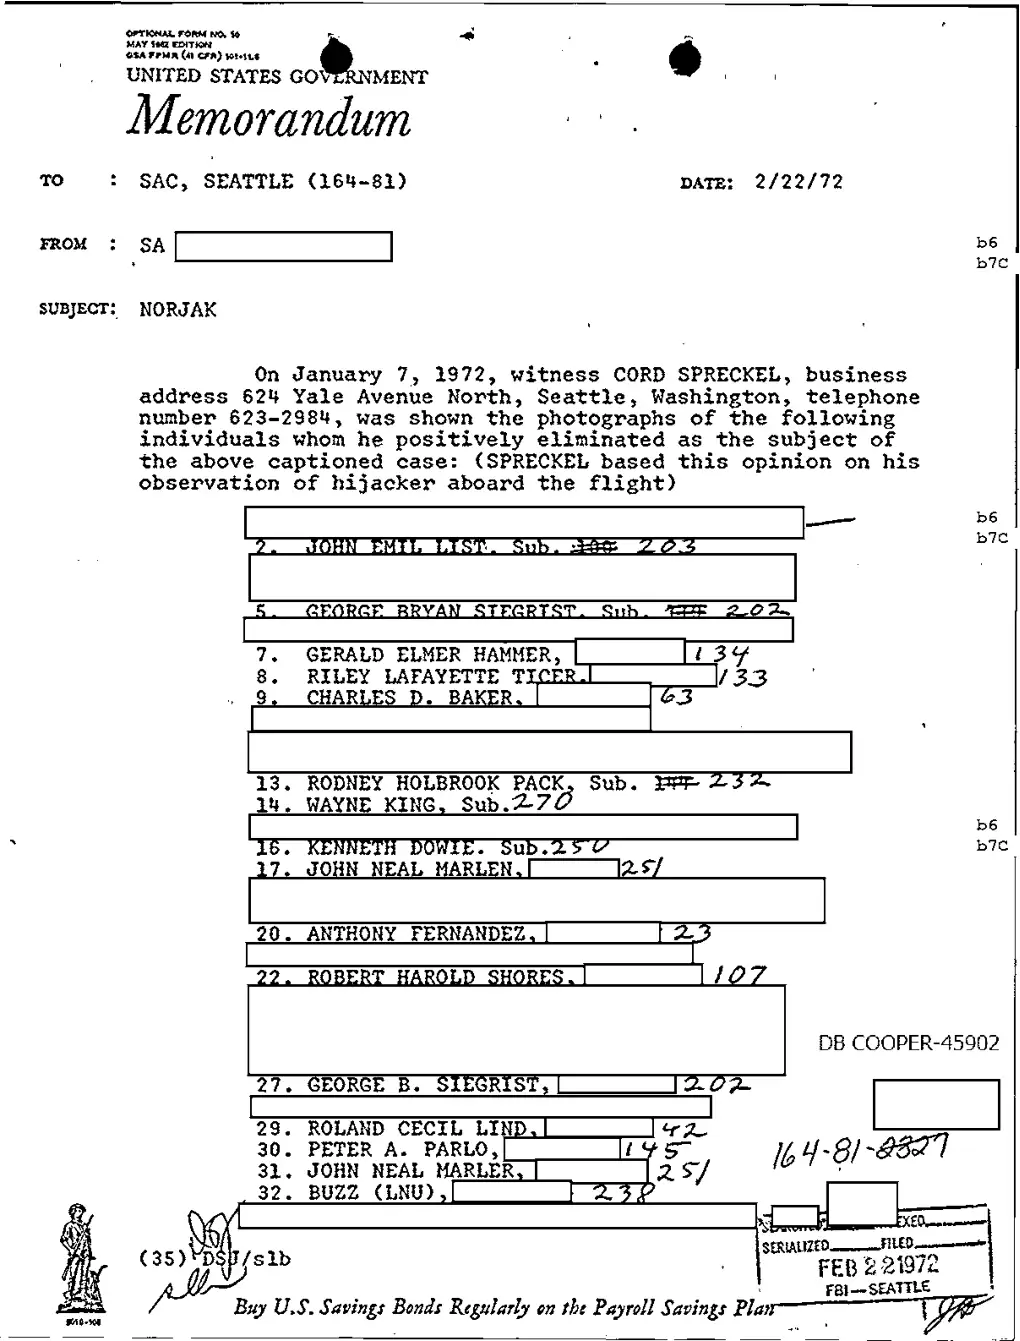 OPTIONAL FORM NO. 10
MAY 1962 EDITION
GSA FPMR (41 CFR) 101-11.6
UNITED STATES GOVERNMENT
Memorandum
TO : SAC, SEATTLE (164-81) DATE: 2/22/72
FROM : SA b6
b7C
SUBJECT: NORJAK
On January 7, 1972, witness CORD SPRECKEL, business
address 624 Yale Avenue North, Seattle, Washington, telephone
number 623-2984, was shown the photographs of the following
individuals whom he positively eliminated as the subject of
the above captioned case: (SPRECKEL based this opinion on his
observation of hijacker aboard the flight)
b6
b7C
2. JOHN EMIL LIST. Sub. 203
5. GEORGE BRYAN SIEGRIST. Sub. 202
7. GERALD ELMER HAMMER, 134
8. RILEY LAFAYETTE TICER, 133
9. CHARLES D. BAKER, 63
13. RODNEY HOLBROOK PACK, Sub. 232
14. WAYNE KING, Sub. 270
b6
b7C
16. KENNETH DOWIE. Sub. 250
17. JOHN NEAL MARLEN, 251
20. ANTHONY FERNANDEZ, 23
22. ROBERT HAROLD SHORES, 107
DB COOPER-45902
27. GEORGE B. SIEGRIST, 202
29. ROLAND CECIL LIND, 42
30. PETER A. PARLO, 145
31. JOHN NEAL MARLER, 251
32. BUZZ (LNU), 238
164-81-2327
SERIALIZED FILED
FEB 22 1972
FBI—SEATTLE
(35) DSJ/slb
Buy U.S. Savings Bonds Regularly on the Payroll Savings Plan
5010-108